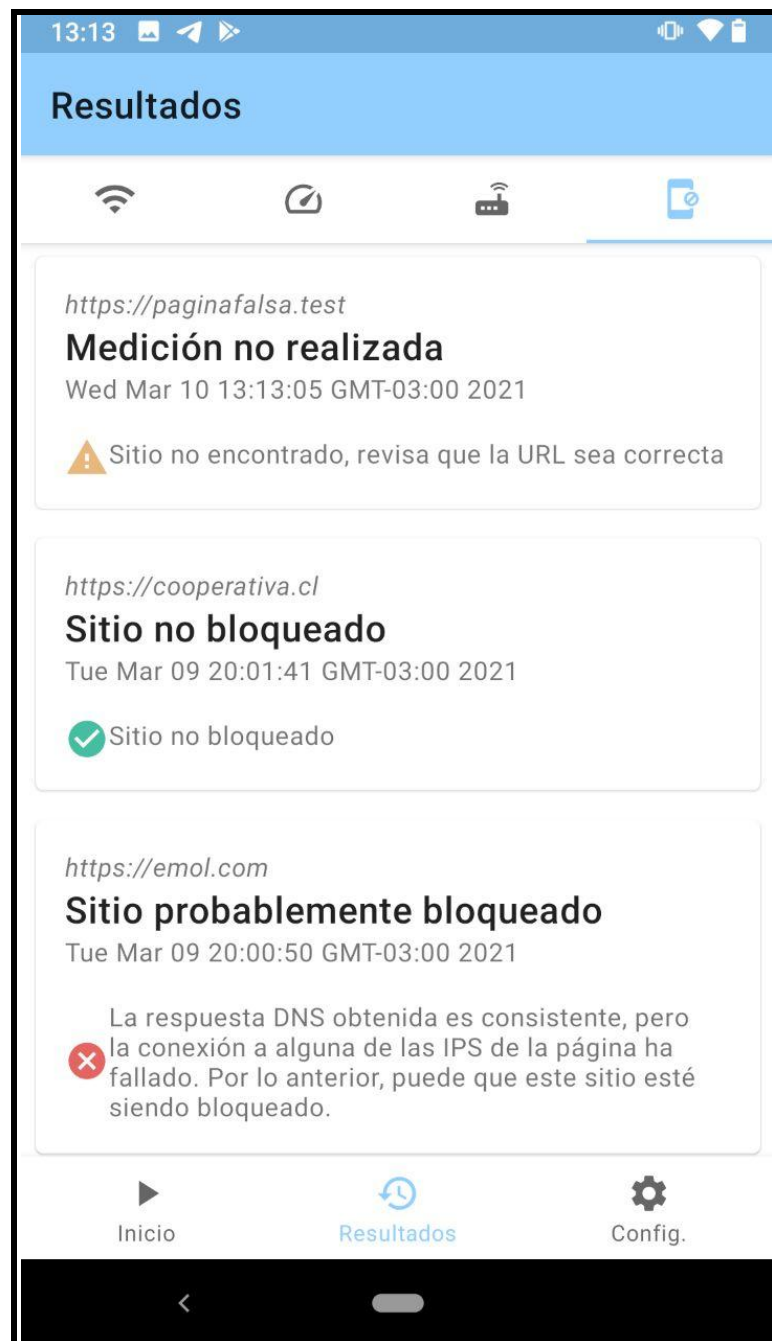 13:13
Resultados
https://paginafalsa.test
Medición no realizada
Wed Mar 10 13:13:05 GMT-03:00 2021
Sitio no encontrado, revisa que la URL sea correcta
https://cooperativa.cl
Sitio no bloqueado
Tue Mar 09 20:01:41 GMT-03:00 2021
Sitio no bloqueado
https://emol.com
Sitio probablemente bloqueado
Tue Mar 09 20:00:50 GMT-03:00 2021
La respuesta DNS obtenida es consistente, pero
la conexión a alguna de las IPS de la página ha
fallado. Por lo anterior, puede que este sitio esté
siendo bloqueado.
Inicio
Resultados
Config.